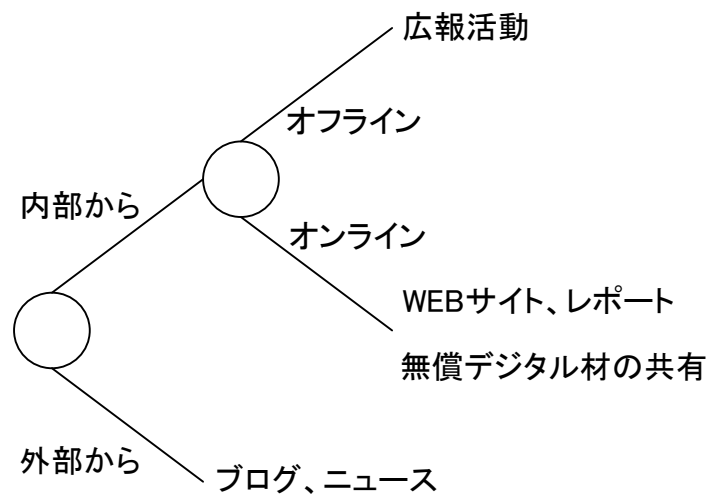 広報活動
オフライン
内部から
オンライン
WEBサイト、レポート
無償デジタル材の共有
外部から
ブログ、ニュース